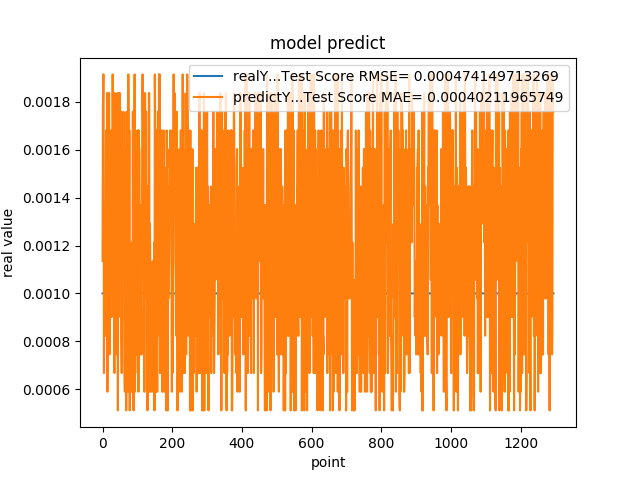 model predict
realY...Test Score RMSE= 0.000474149713269
predictY...Test Score MAE= 0.00040211965749
0.0018
0.0016
0.0014
0.0012
0.0010
0.0008
0.0006
real value
0 200 400 600 800 1000 1200
point